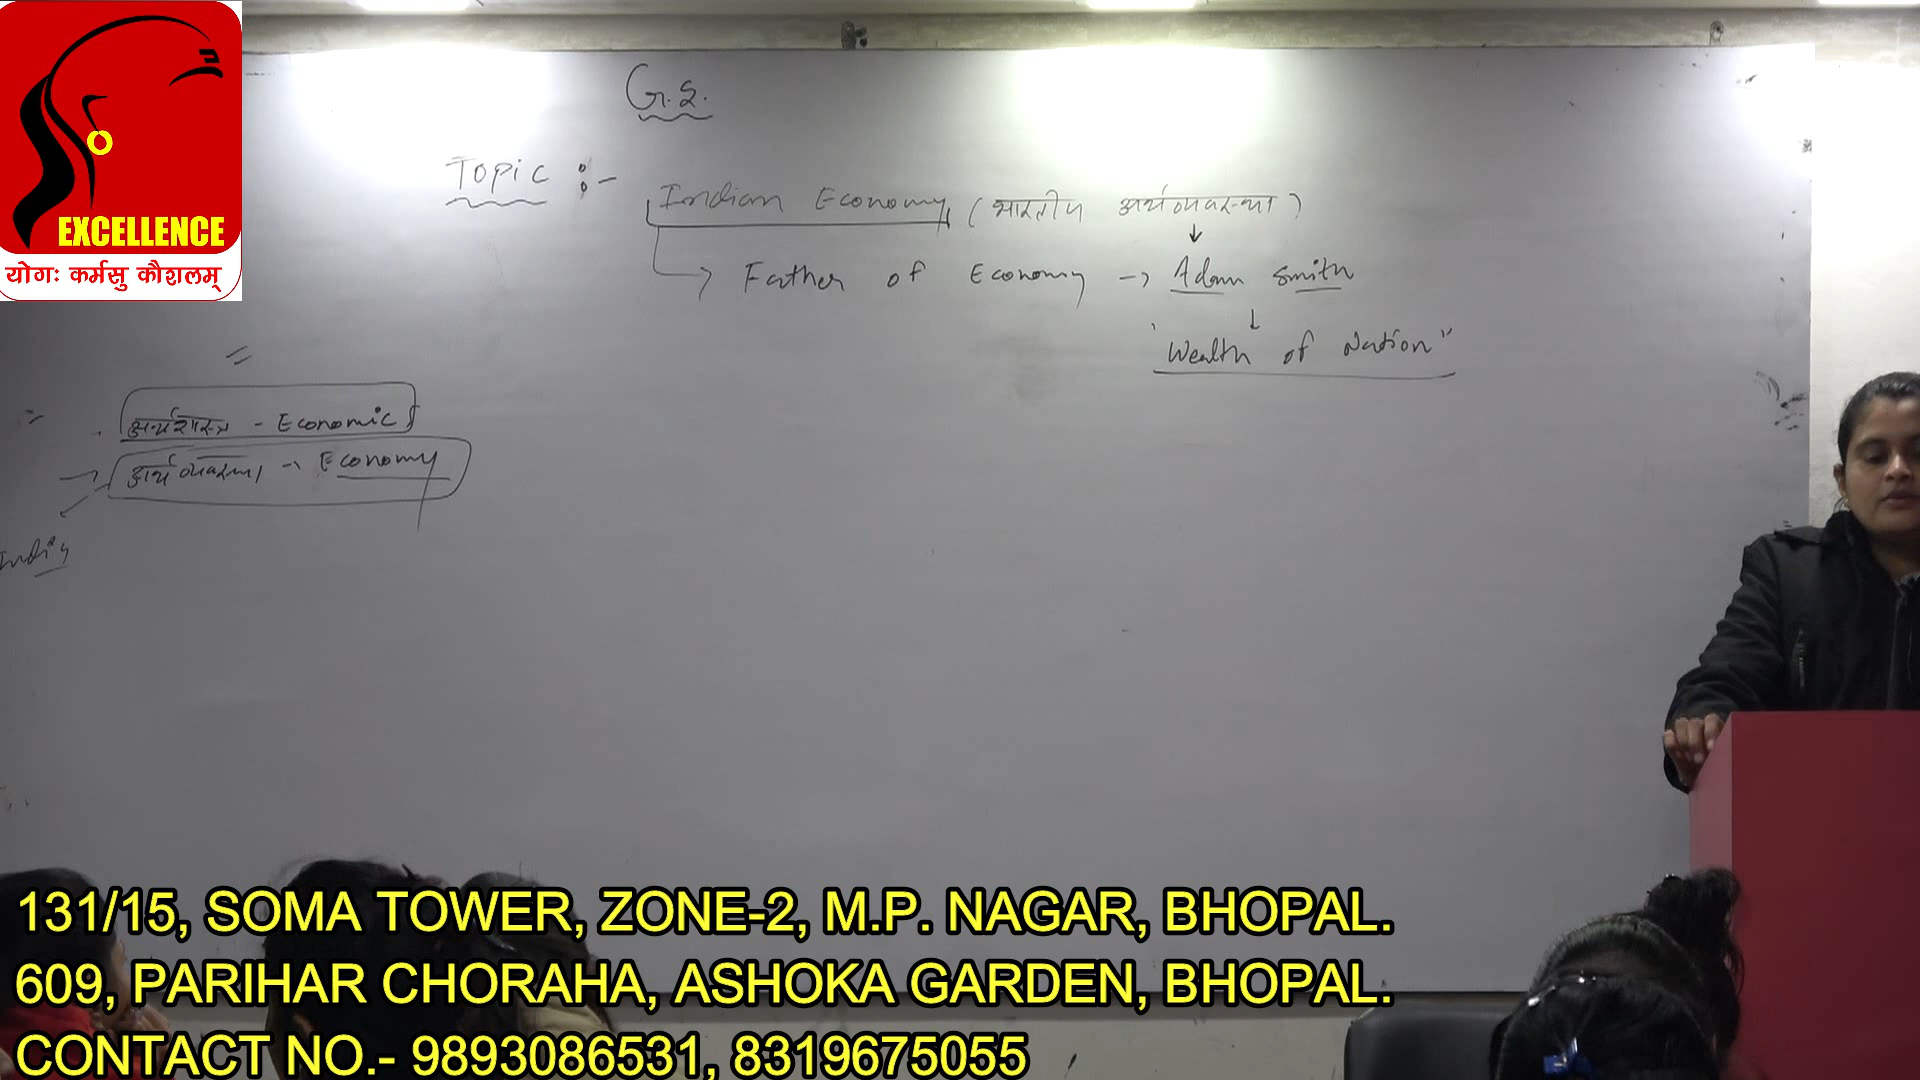 EXCELLENCE
योगः कर्मसु कौशलम्
G.S.
Topic :-
Indian Economy (भारतीय अर्थव्यवस्था)
↓
→ Father of Economy → Adam Smith
↓
"Wealth of Nation"
अर्थशास्त्र - Economic
→ अर्थव्यवस्था → Economy
131/15, SOMA TOWER, ZONE-2, M.P. NAGAR, BHOPAL.
609, PARIHAR CHORAHA, ASHOKA GARDEN, BHOPAL.
CONTACT NO.- 9893086531, 8319675055